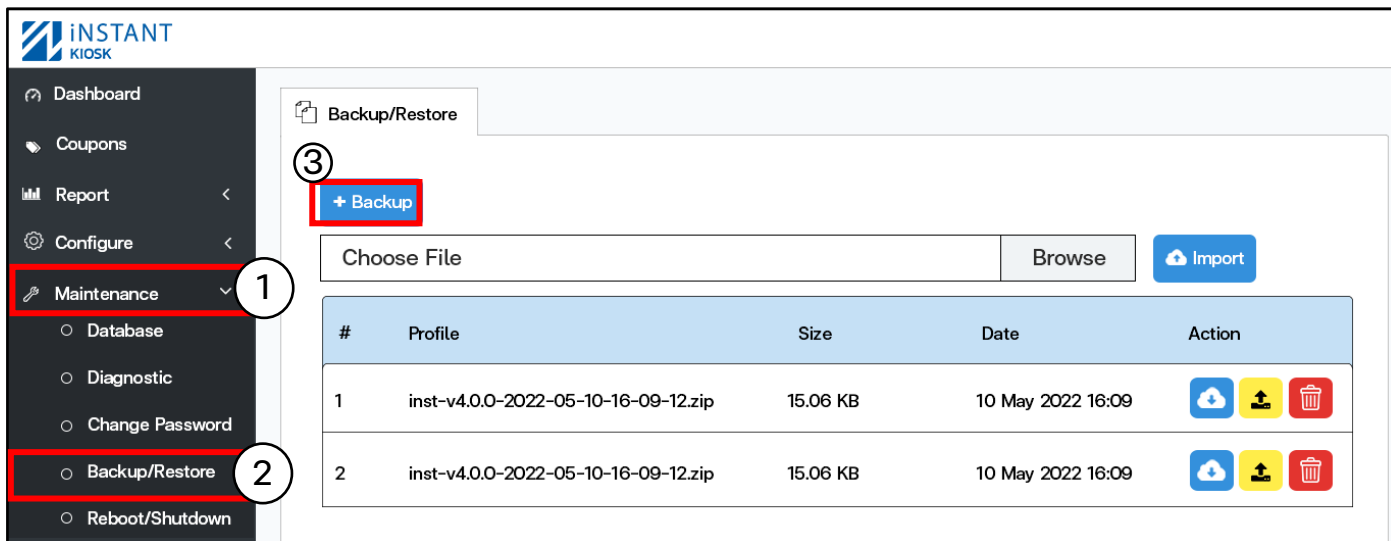 iNSTANT
KIOSK
Dashboard
Coupons
Report
Configure
Maintenance
1
Database
Diagnostic
Change Password
Backup/Restore
2
Reboot/Shutdown
Backup/Restore
3
+ Backup
Choose File Browse Import
# Profile Size Date Action
1 inst-v4.0.0-2022-05-10-16-09-12.zip 15.06 KB 10 May 2022 16:09
2 inst-v4.0.0-2022-05-10-16-09-12.zip 15.06 KB 10 May 2022 16:09